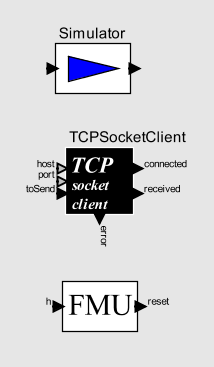 Simulator
TCPSocketClient
host
port
toSend
TCP
socket
client
connected
received
error
h
FMU
reset